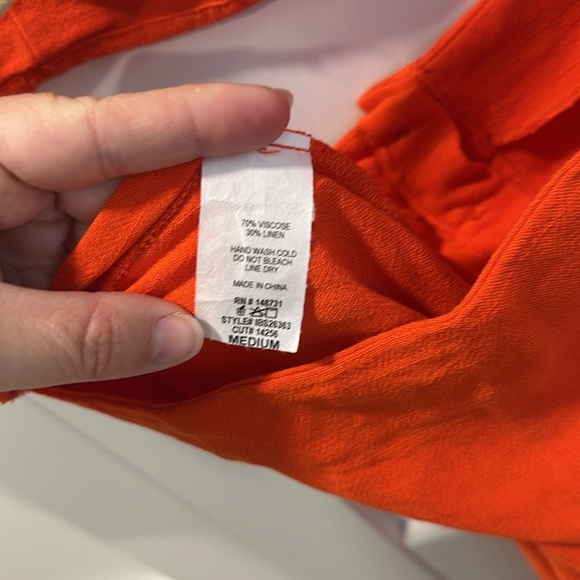 70% VISCOSE
30% LINEN
HAND WASH COLD
DO NOT BLEACH
LINE DRY
MADE IN CHINA
RN # 148731
STYLE# IBS26363
CUT# 14256
MEDIUM